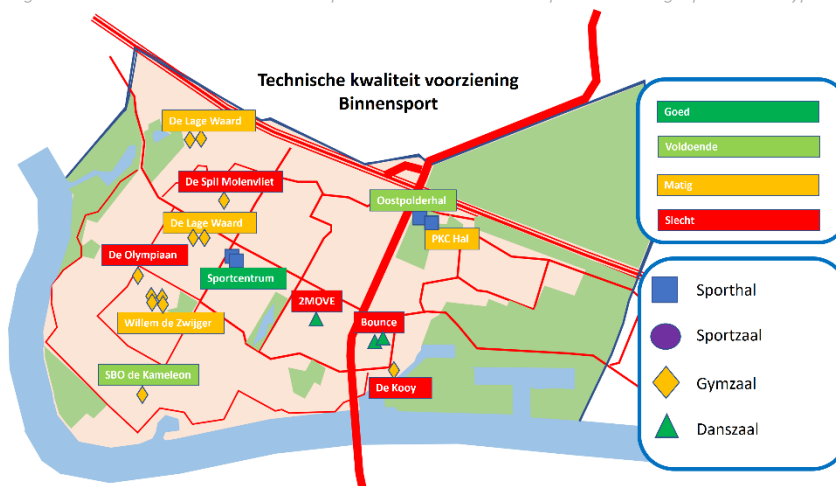 Technische kwaliteit voorziening
Binnensport
De Lage Waard
De Spil Molenvliet
De Lage Waard
De Olympiaan
Sportcentrum
Willem de Zwijger
SBO de Kameleon
2MOVE
Bounce
De Kooy
Oostpolderhal
PKC Hal
Goed
Voldoende
Matig
Slecht
Sporthal
Sportzaal
Gymzaal
Danszaal